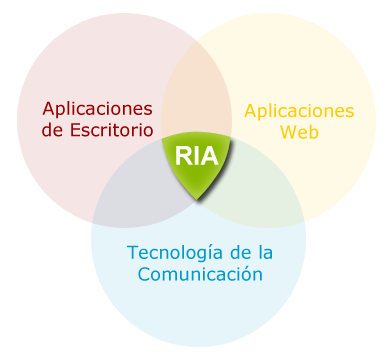 Aplicaciones
de Escritorio
Aplicaciones
Web
RIA
Tecnología de la
Comunicación